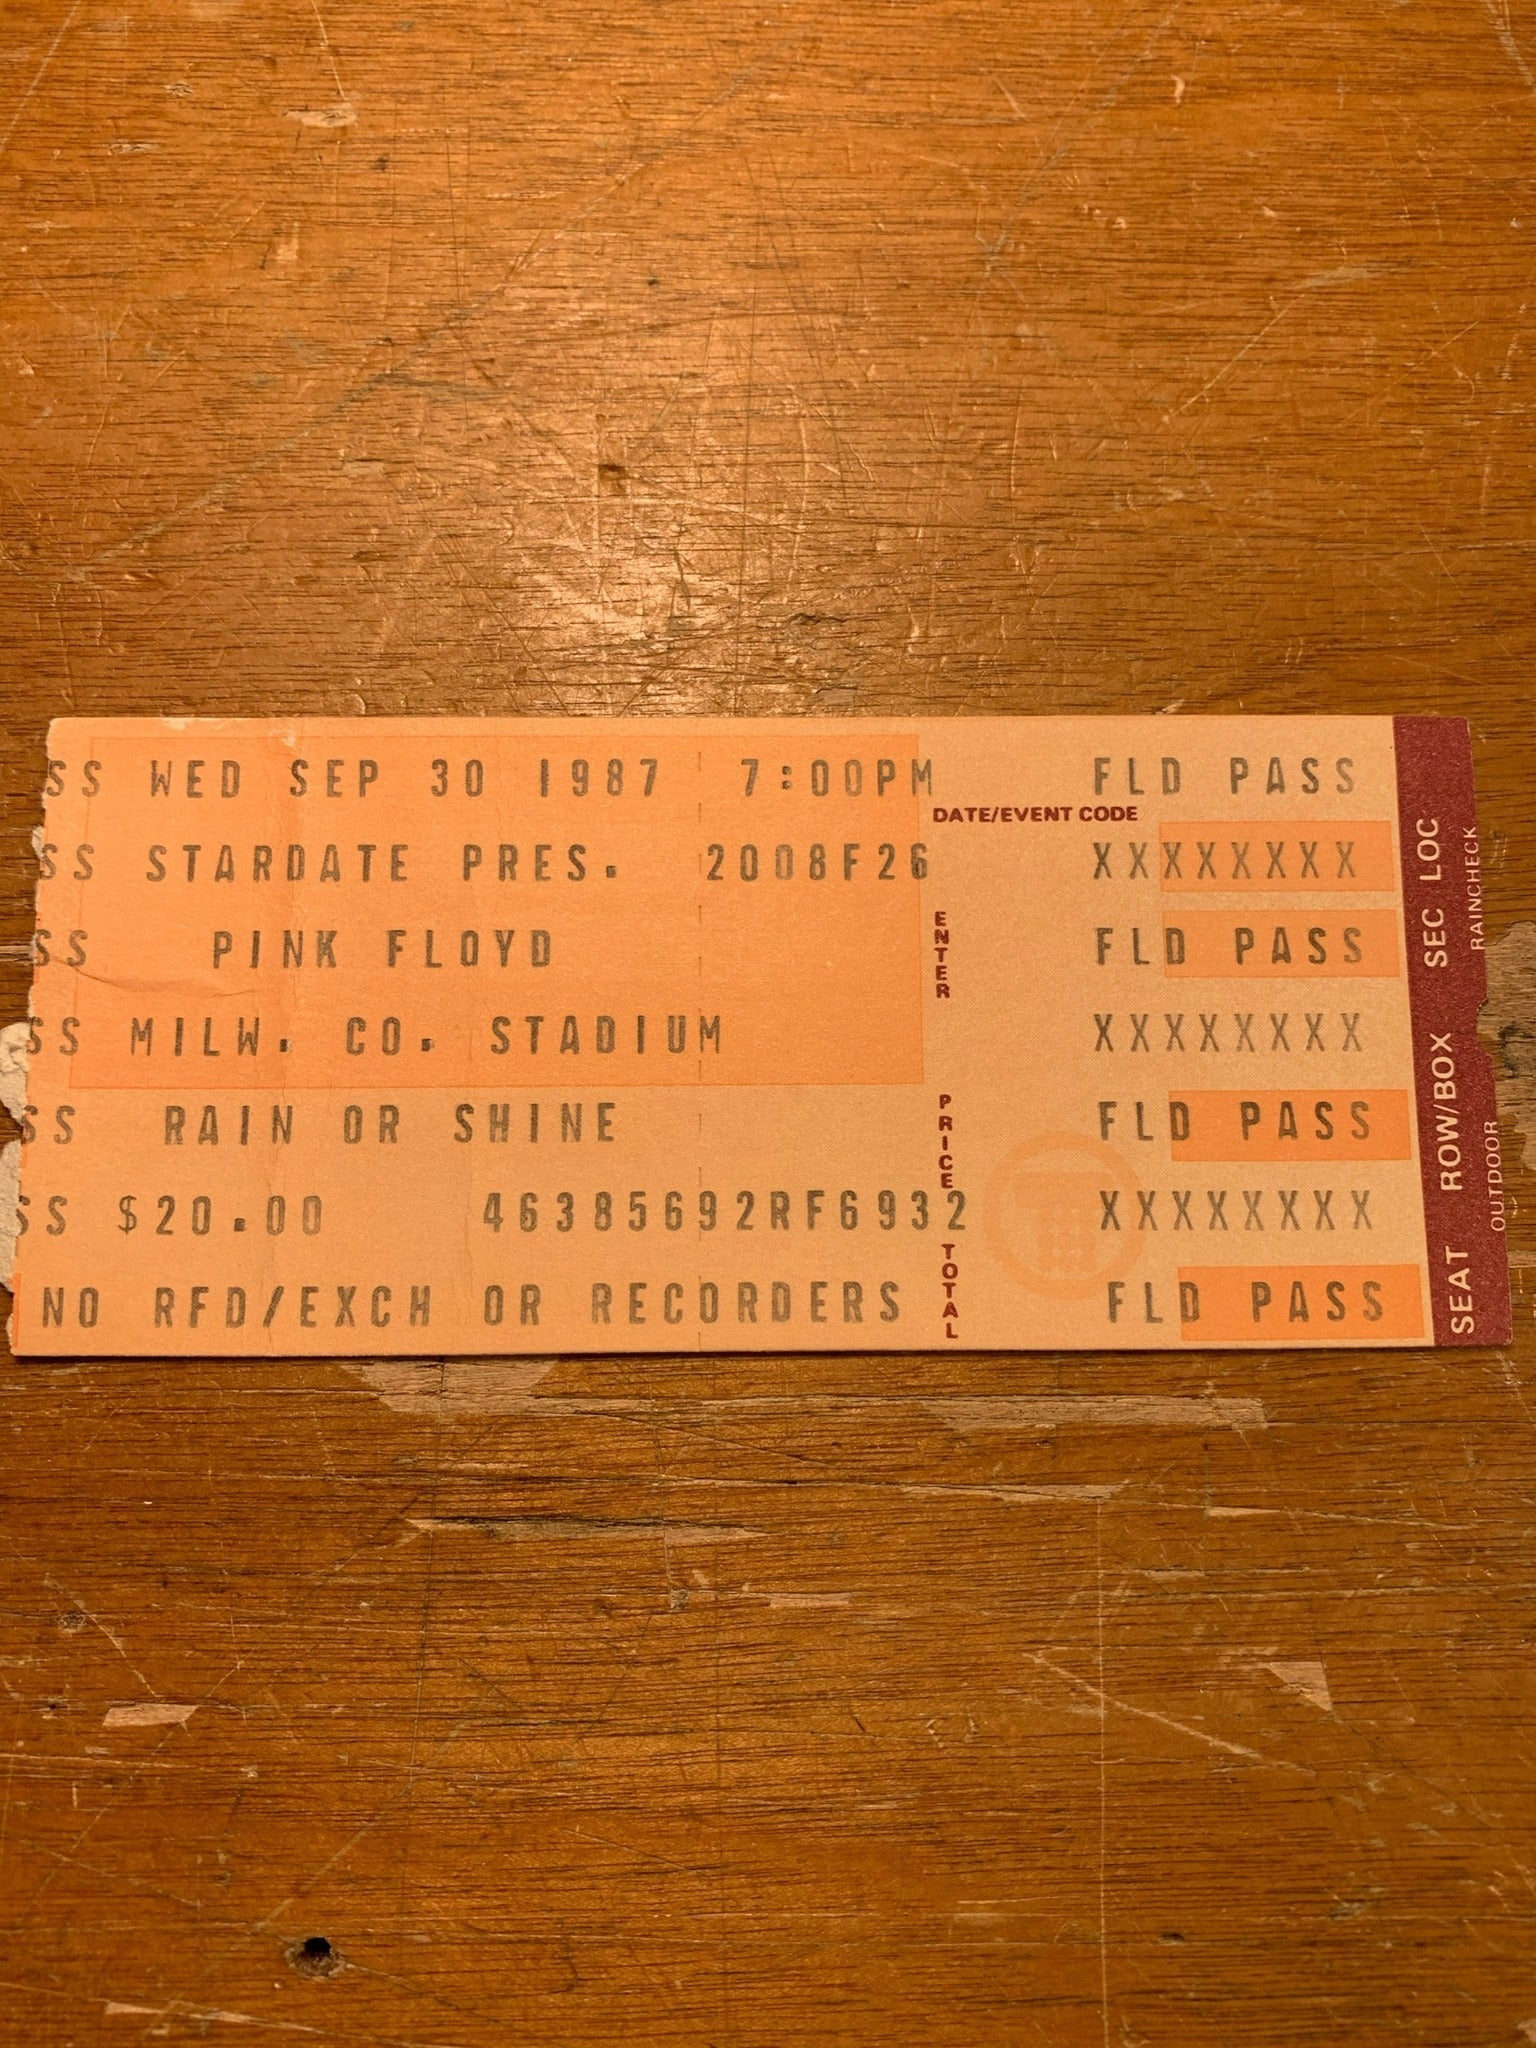 SS WED SEP 30 1987 7:00PM FLD PASS
DATE/EVENT CODE
SS STARDATE PRES. 2008F26 XXXXXXXX
SS PINK FLOYD FLD PASS
ENTER
SS MILW. CO. STADIUM XXXXXXXX
SS RAIN OR SHINE FLD PASS
PRICE
SS $20.00 46385692RF6932 XXXXXXXX
TOTAL
NO RFD/EXCH OR RECORDERS FLD PASS
SEAT ROW/BOX SEC LOC
OUTDOOR RAINCHECK